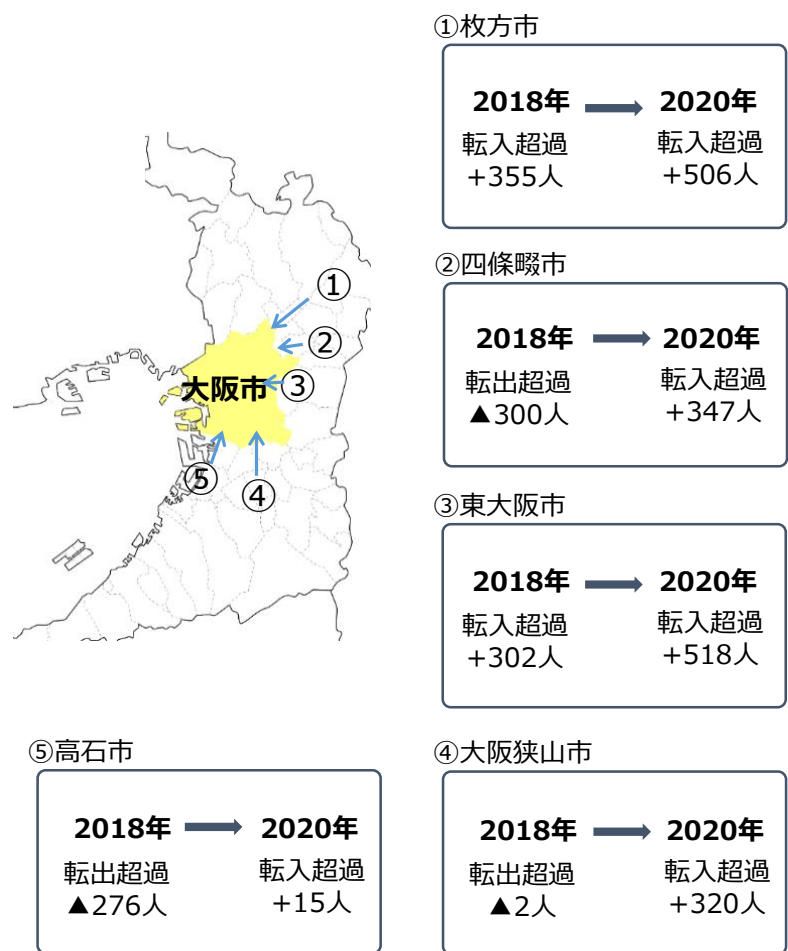 ①枚方市
2018年 2020年
転入超過 転入超過
+355人 +506人
②四條畷市
2018年 2020年
転出超過 転入超過
▲300人 +347人
③東大阪市
2018年 2020年
転入超過 転入超過
+302人 +518人
①
②
大阪市 ③
⑤
④
⑤高石市
2018年 2020年
転出超過 転入超過
▲276人 +15人
④大阪狭山市
2018年 2020年
転出超過 転入超過
▲2人 +320人